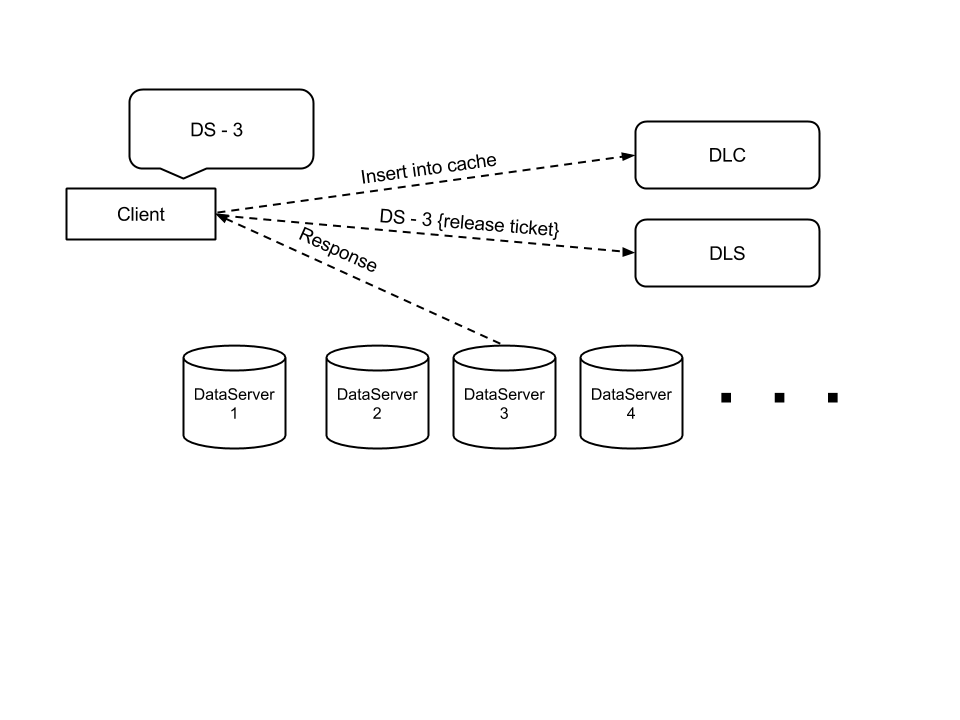 DS - 3
Client
Insert into cache
DLC
DS - 3 {release ticket}
DLS
Response
DataServer
1
DataServer
2
DataServer
3
DataServer
4